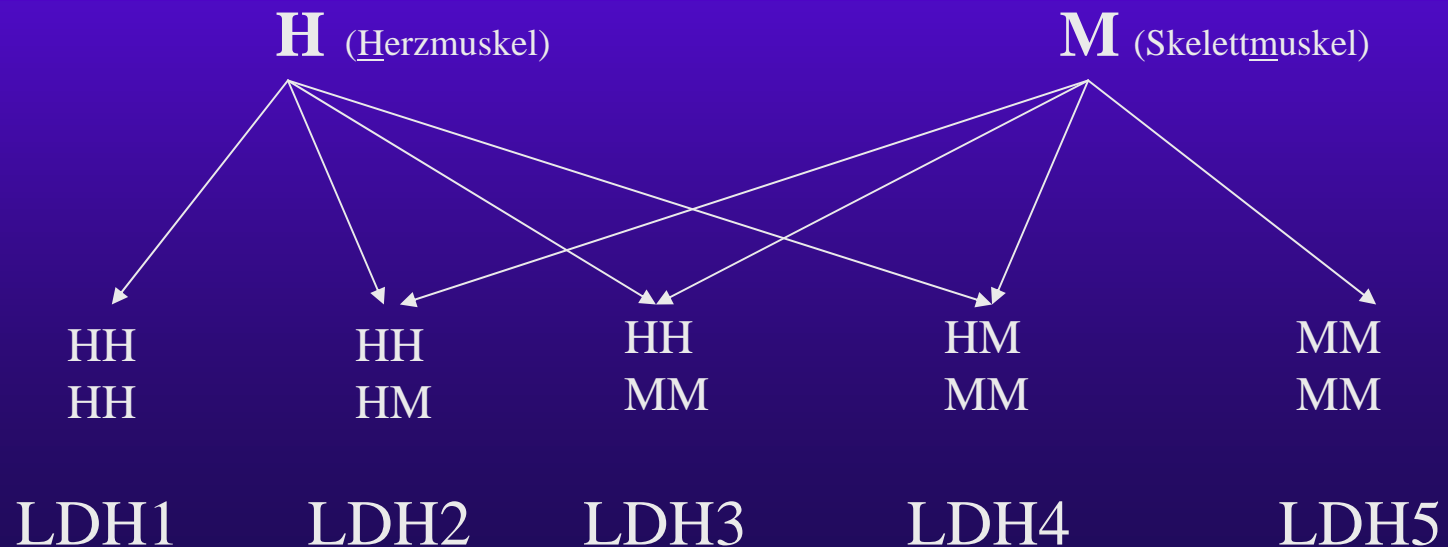 H (Herzmuskel) M (Skelettmuskel)
HH HH HH HM MM
HH HM MM MM MM
LDH1 LDH2 LDH3 LDH4 LDH5